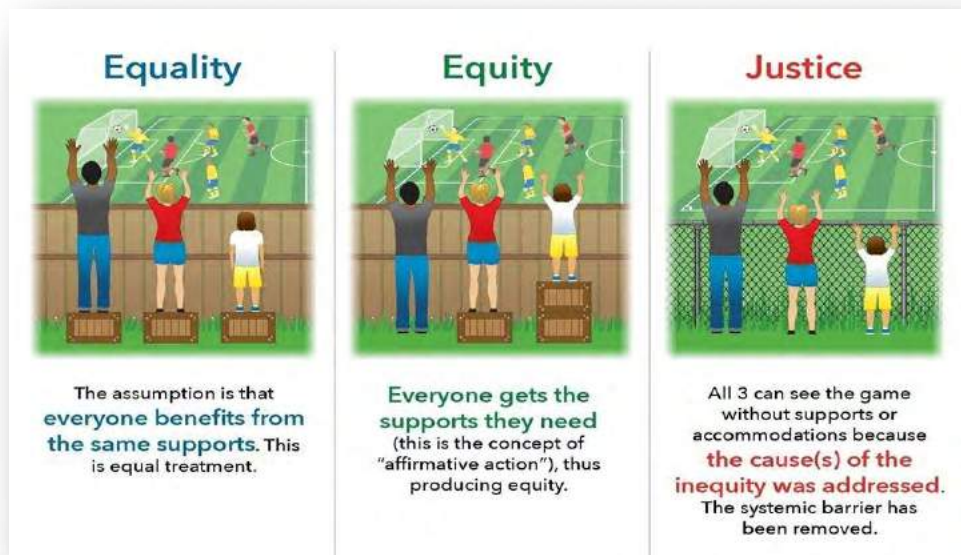 Equality
The assumption is that
everyone benefits from
the same supports. This
is equal treatment.
Equity
Everyone gets the
supports they need
(this is the concept of
"affirmative action"), thus
producing equity.
Justice
All 3 can see the game
without supports or
accommodations because
the cause(s) of the
inequity was addressed.
The systemic barrier has
been removed.